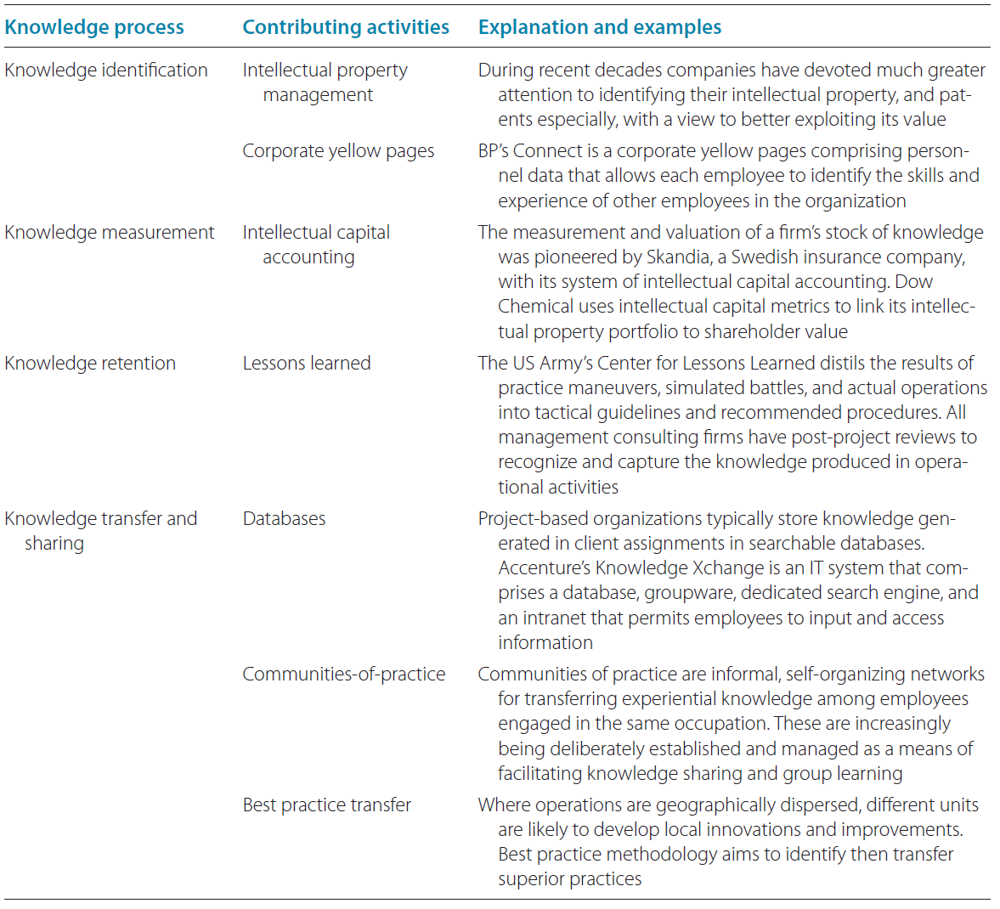 Knowledge process Contributing activities Explanation and examples
Knowledge identification Intellectual property During recent decades companies have devoted much greater
management attention to identifying their intellectual property, and pat-
ents especially, with a view to better exploiting its value
Corporate yellow pages BP’s Connect is a corporate yellow pages comprising person-
nel data that allows each employee to identify the skills and
experience of other employees in the organization
Knowledge measurement Intellectual capital The measurement and valuation of a firm’s stock of knowledge
accounting was pioneered by Skandia, a Swedish insurance company,
with its system of intellectual capital accounting. Dow
Chemical uses intellectual capital metrics to link its intellec-
tual property portfolio to shareholder value
Knowledge retention Lessons learned The US Army’s Center for Lessons Learned distils the results of
practice maneuvers, simulated battles, and actual operations
into tactical guidelines and recommended procedures. All
management consulting firms have post-project reviews to
recognize and capture the knowledge produced in opera-
tional activities
Knowledge transfer and Databases Project-based organizations typically store knowledge gen-
sharing erated in client assignments in searchable databases.
Accenture’s Knowledge Xchange is an IT system that com-
prises a database, groupware, dedicated search engine, and
an intranet that permits employees to input and access
information
Communities-of-practice Communities of practice are informal, self-organizing networks
for transferring experiential knowledge among employees
engaged in the same occupation. These are increasingly
being deliberately established and managed as a means of
facilitating knowledge sharing and group learning
Best practice transfer Where operations are geographically dispersed, different units
are likely to develop local innovations and improvements.
Best practice methodology aims to identify then transfer
superior practices